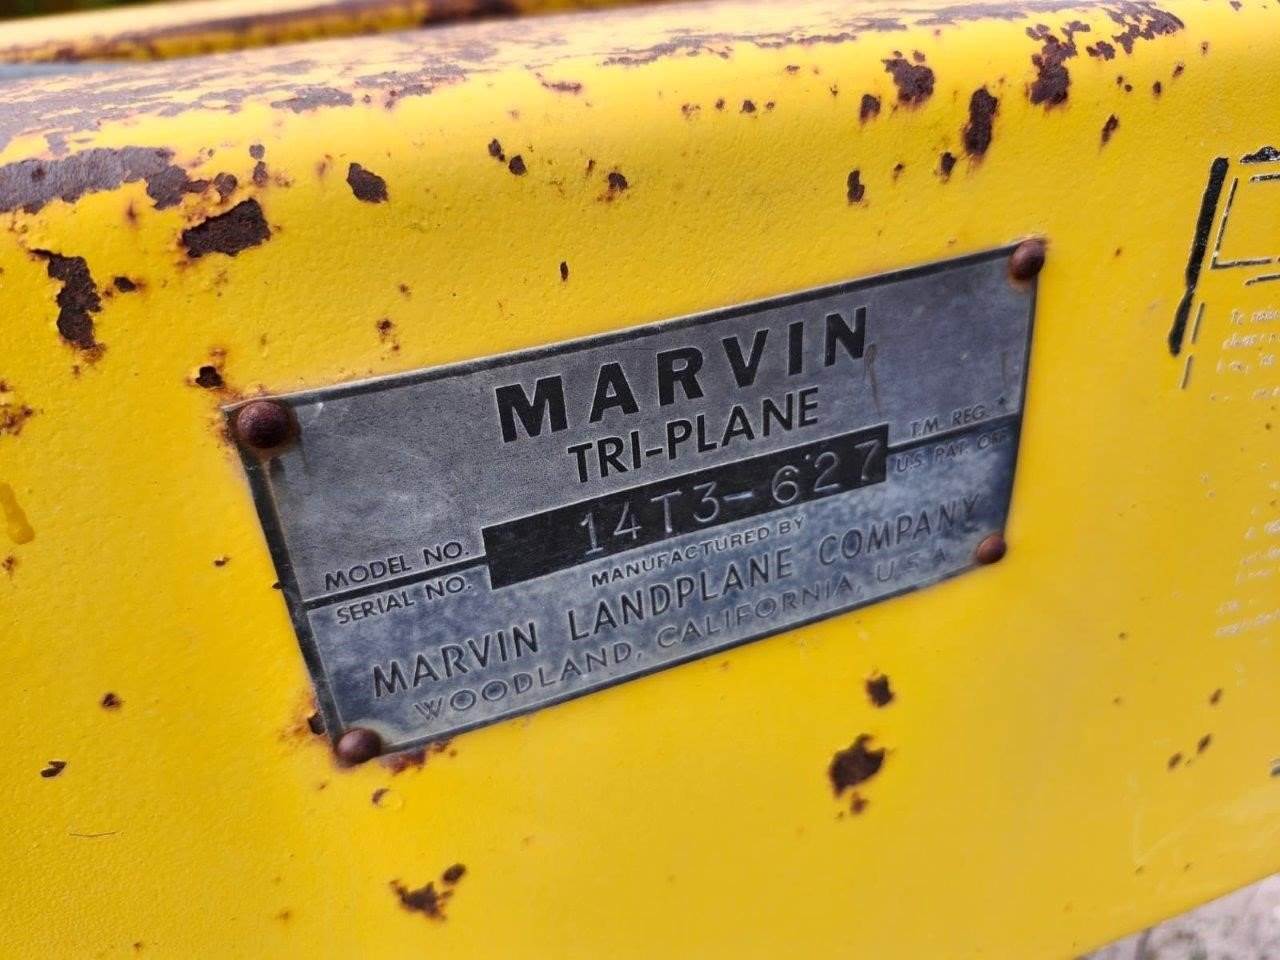 MARVIN
TRI-PLANE
T.M. REG.
U.S. PAT. OFF.
14T3-627
MODEL NO.
SERIAL NO.
MANUFACTURED BY
MARVIN LANDPLANE COMPANY
WOODLAND, CALIFORNIA, U.S.A.